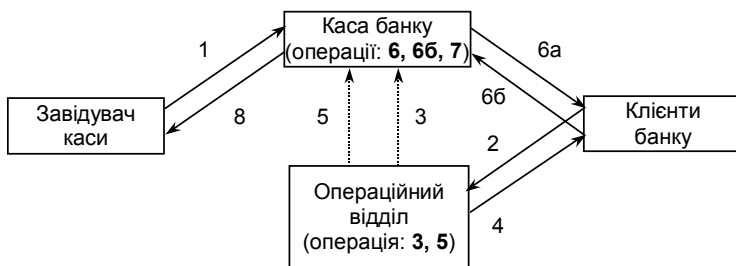 Каса банку
(операції: 6, 6б, 7)
1
6а
8
6б
5
3
2
4
Завідувач
каси
Клієнти
банку
Операційний
відділ
(операція: 3, 5)